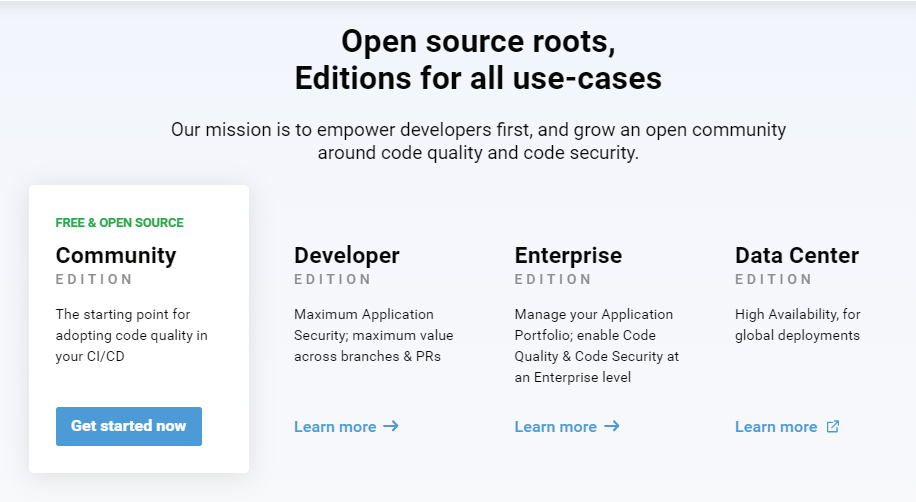 Open source roots,
Editions for all use-cases
Our mission is to empower developers first, and grow an open community
around code quality and code security.
FREE & OPEN SOURCE
Community
EDITION
The starting point for
adopting code quality in
your CI/CD
Get started now
Developer
EDITION
Maximum Application
Security; maximum value
across branches & PRs
Learn more
Enterprise
EDITION
Manage your Application
Portfolio; enable Code
Quality & Code Security at
an Enterprise level
Learn more
Data Center
EDITION
High Availability, for
global deployments
Learn more